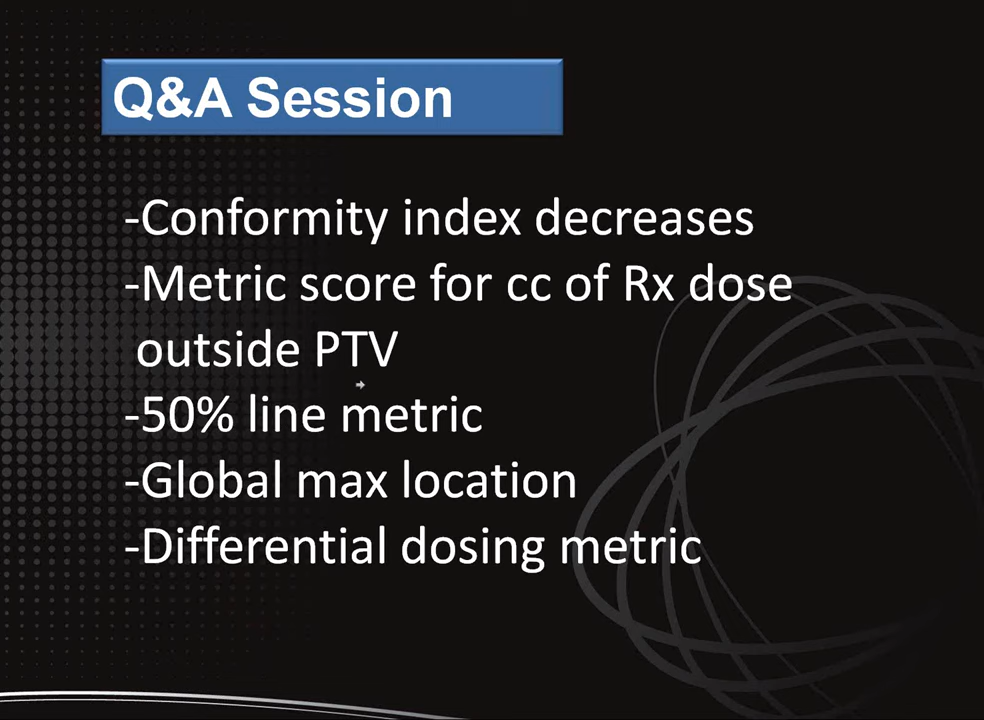 Q&A Session
-Conformity index decreases
-Metric score for cc of Rx dose
outside PTV
-50% line metric
-Global max location
-Differential dosing metric